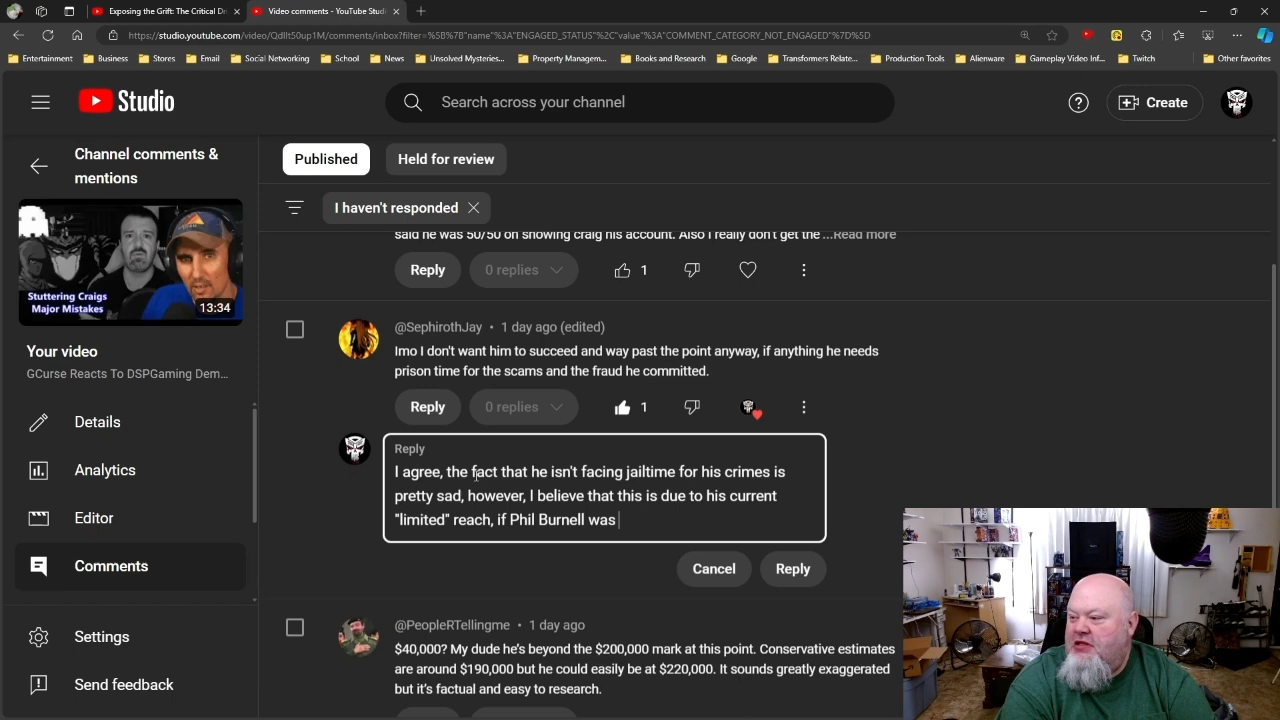 Exposing the Grift: The Critical Dr
Video comments - YouTube Studi
https://studio.youtube.com/video/QdIlt50up1M/comments/inbox?filter=%5B%7B"name"%3A"ENGAGED_STATUS"%2C"value"%3A"COMMENT_CATEGORY_NOT_ENGAGED"%7D%5D
Entertainment
Business
Stores
Email
Social Networking
School
News
Unsolved Mysteries...
Property Managem...
Books and Research
Google
Transformers Relate...
Production Tools
Alienware
Gameplay Video Inf...
Twitch
Other favorites
Studio
Search across your channel
Create
Channel comments &
mentions
Stuttering Craigs
Major Mistakes
13:34
Your video
GCurse Reacts To DSPGaming Dem...
Details
Analytics
Editor
Comments
Settings
Send feedback
Published
Held for review
I haven't responded
said he was 50/50 on showing craig his account. Also I really don't get the ...Read more
Reply
0 replies
1
@SephirothJay • 1 day ago (edited)
Imo I don't want him to succeed and way past the point anyway, if anything he needs
prison time for the scams and the fraud he committed.
Reply
0 replies
1
Reply
I agree, the fact that he isn't facing jailtime for his crimes is
pretty sad, however, I believe that this is due to his current
"limited" reach, if Phil Burnell was
Cancel
Reply
@PeopleRTellingme • 1 day ago
$40,000? My dude he's beyond the $200,000 mark at this point. Conservative estimates
are around $190,000 but he could easily be at $220,000. It sounds greatly exaggerated
but it's factual and easy to research.